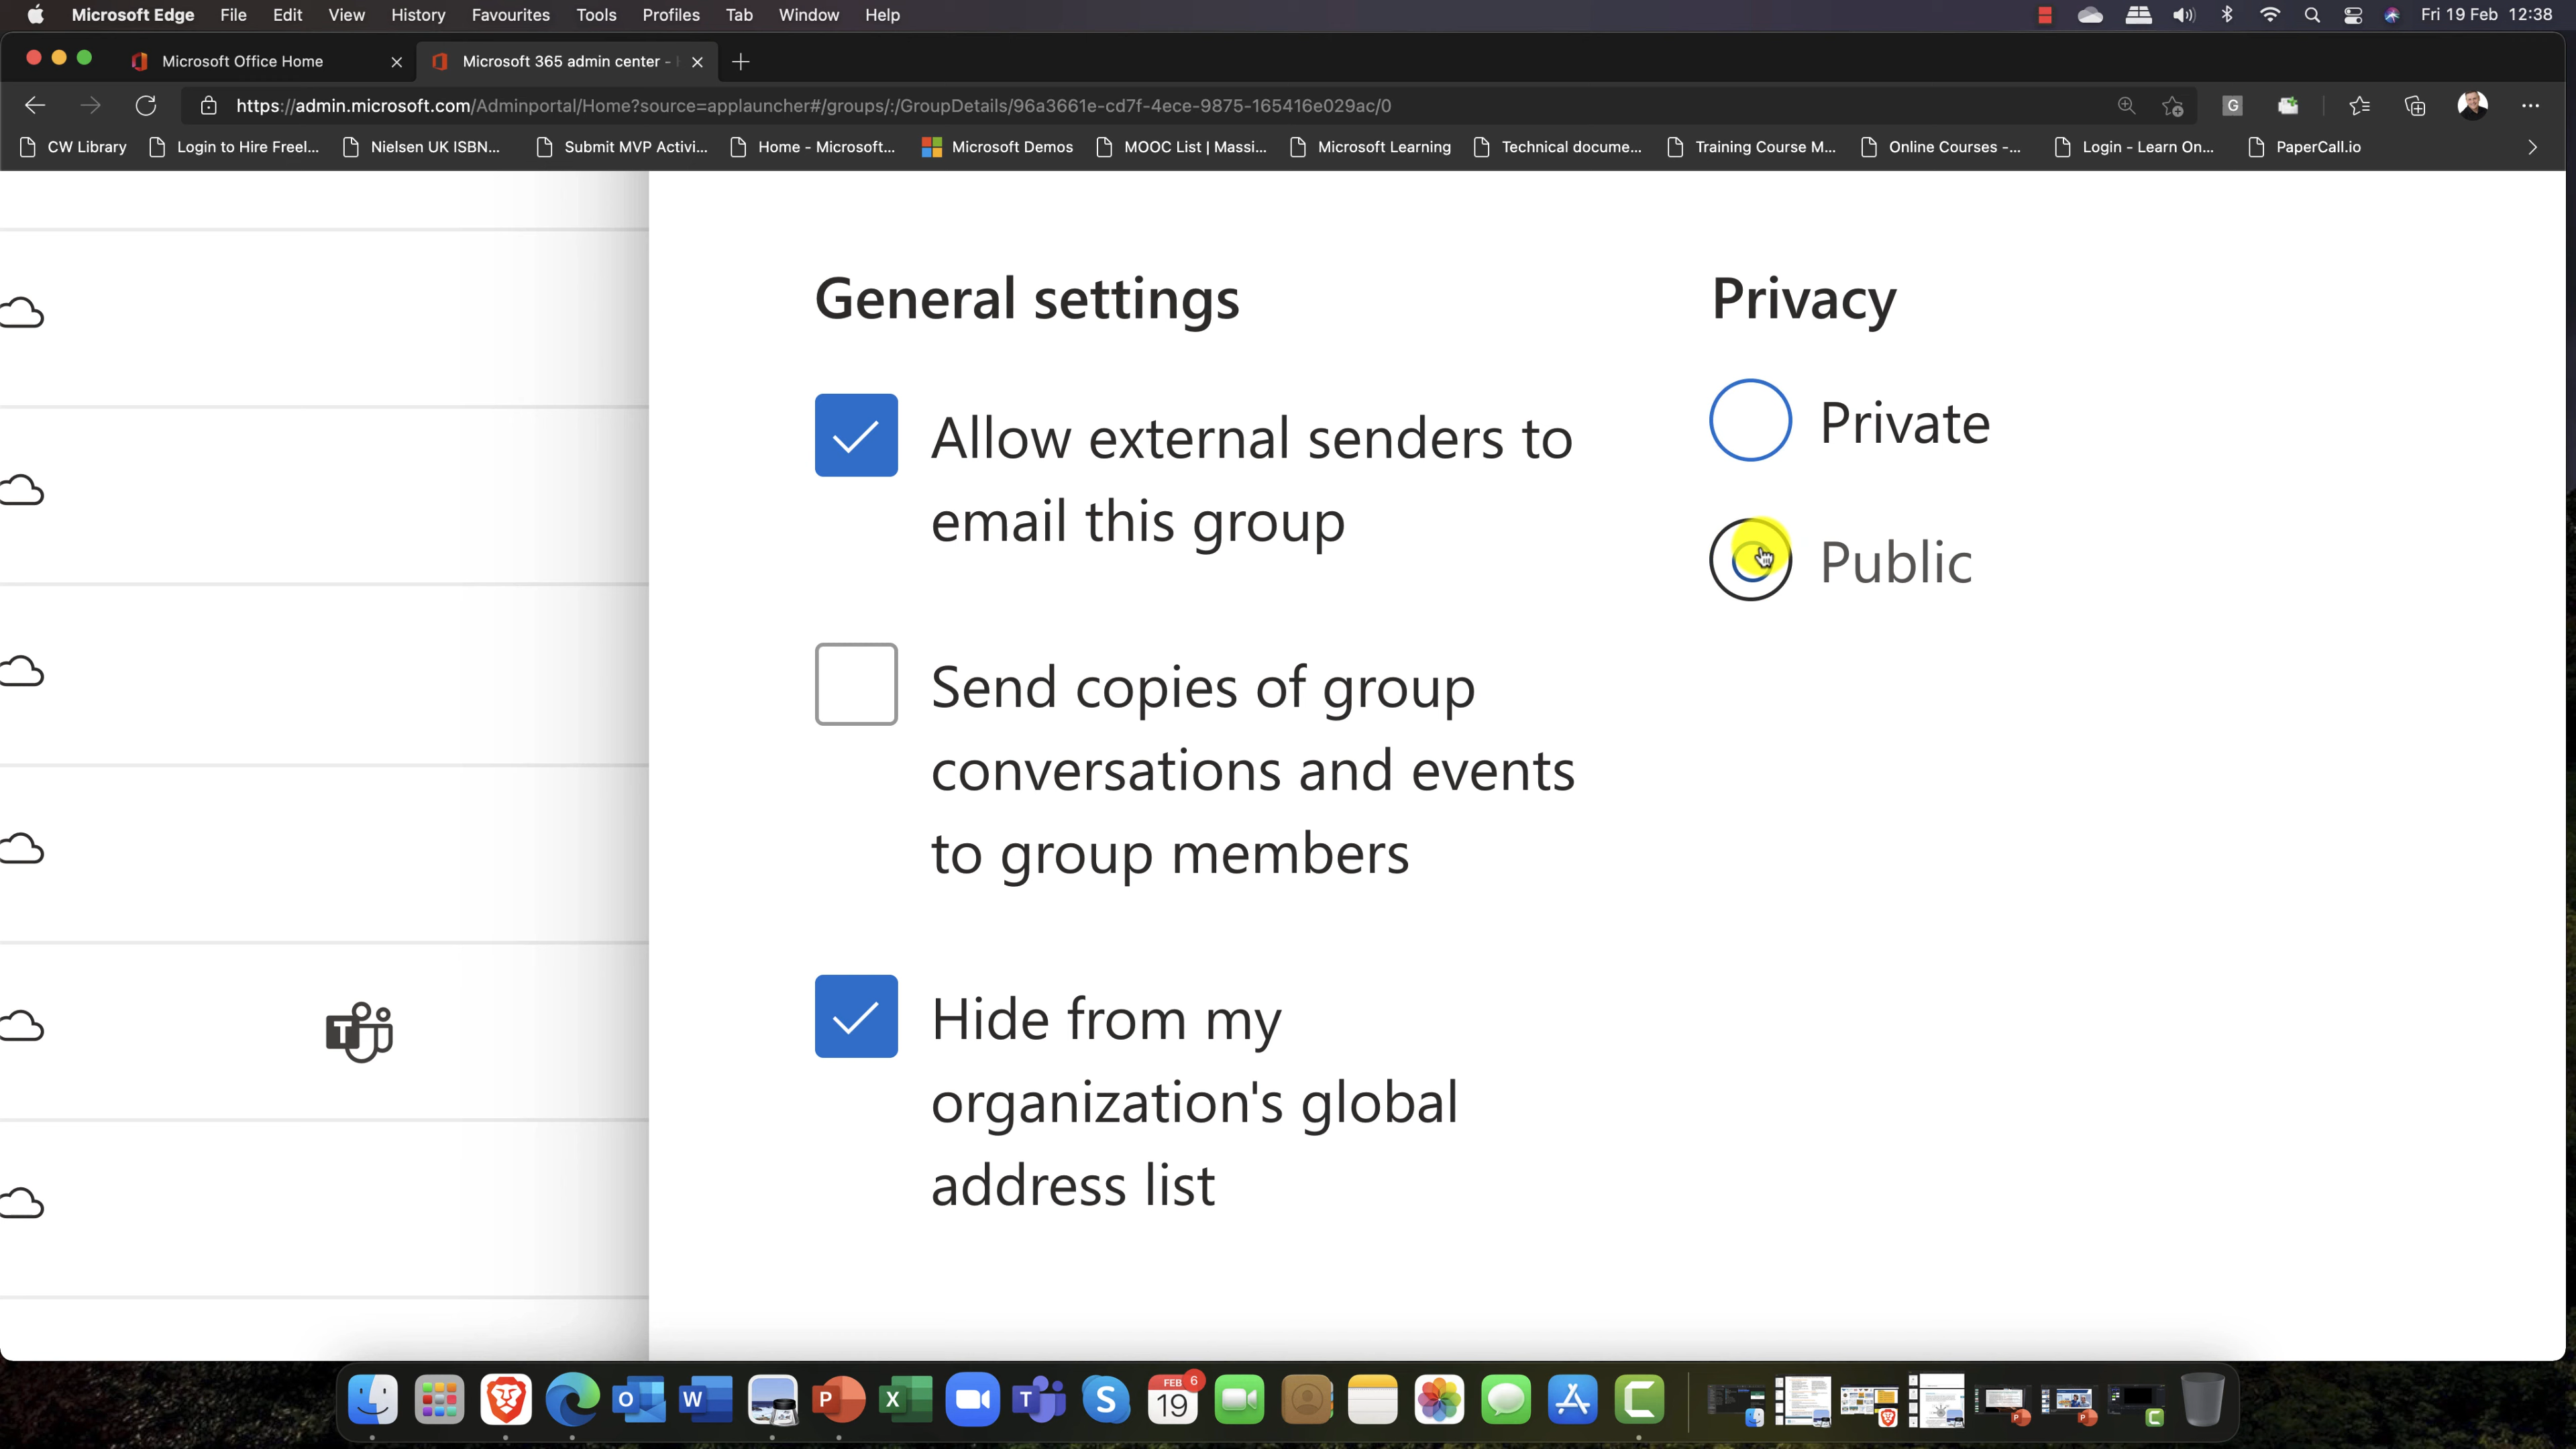 Microsoft Edge File Edit View History Favourites Tools Profiles Tab Window Help Fri 19 Feb 12:38
Microsoft Office Home Microsoft 365 admin center -
https://admin.microsoft.com/Adminportal/Home?source=applauncher#/groups/:/GroupDetails/96a3661e-cd7f-4ece-9875-165416e029ac/0
CW Library Login to Hire Freel... Nielsen UK ISBN... Submit MVP Activi... Home - Microsoft... Microsoft Demos MOOC List | Massi... Microsoft Learning Technical docume... Training Course M... Online Courses -... Login - Learn On... PaperCall.io
General settings
Allow external senders to
email this group
Send copies of group
conversations and events
to group members
Hide from my
organization's global
address list
Privacy
Private
Public
FEB 6
19